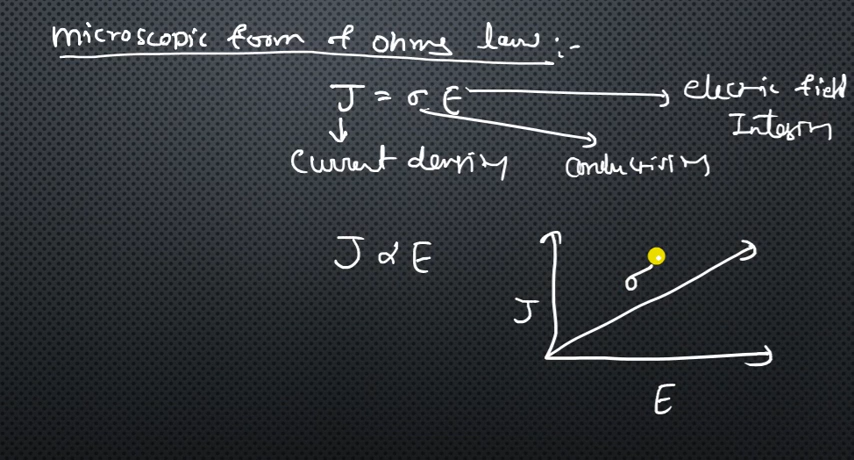 microscopic form of ohms law :-
J = σ E
electric field
Intesity
Current density
conductivity
J ∝ E
σ
J
E